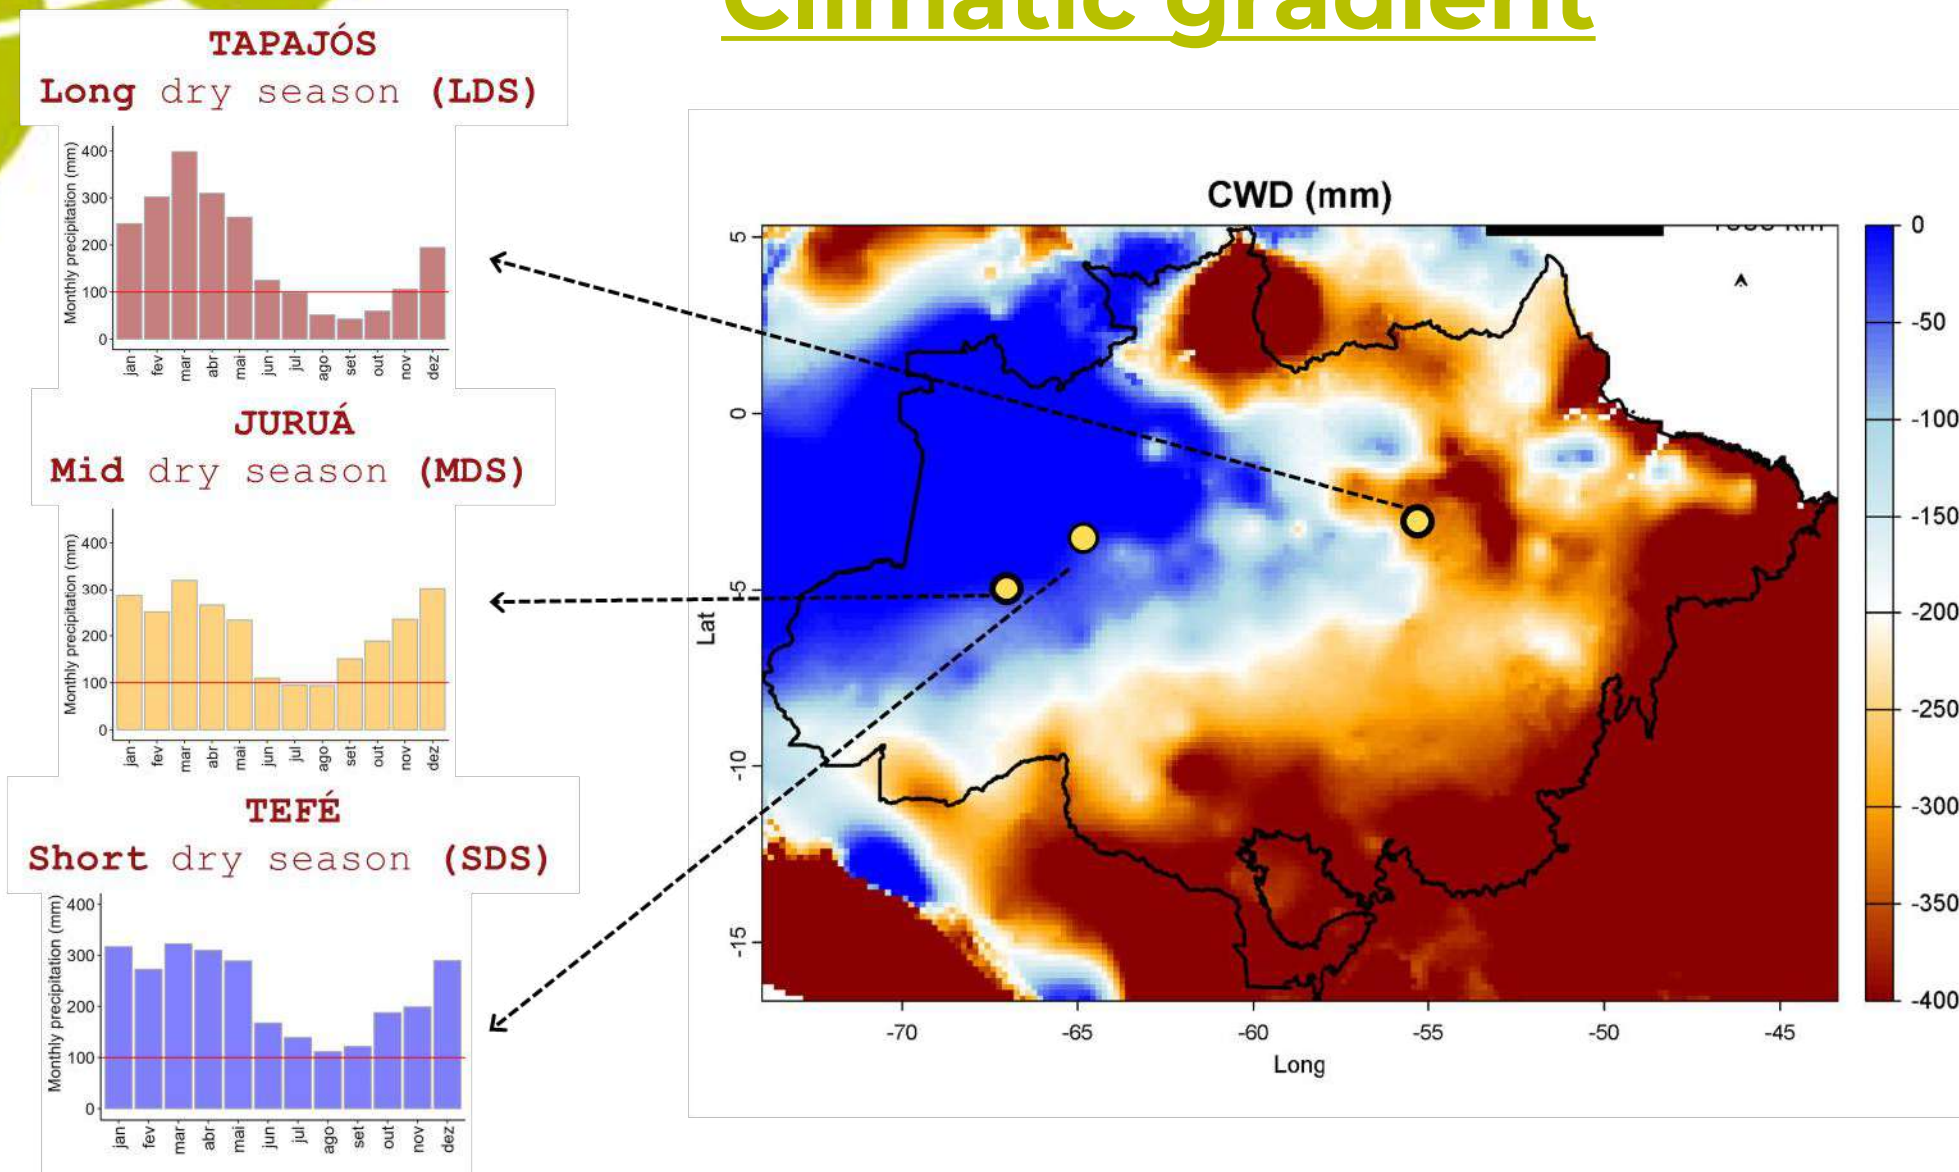 Climatic gradient
TAPAJÓS
Long dry season (LDS)
Monthly precipitation (mm)
400
300
200
100
0
jan fev mar abr mai jun jul ago set out nov dez
JURUÁ
Mid dry season (MDS)
Monthly precipitation (mm)
400
300
200
100
0
jan fev mar abr mai jun jul ago set out nov dez
TEFÉ
Short dry season (SDS)
Monthly precipitation (mm)
400
300
200
100
0
jan fev mar abr mai jun jul ago set out nov dez
CWD (mm)
Lat
5
0
-5
-10
-15
-70 -65 -60 -55 -50 -45
Long
0
-50
-100
-150
-200
-250
-300
-350
-400